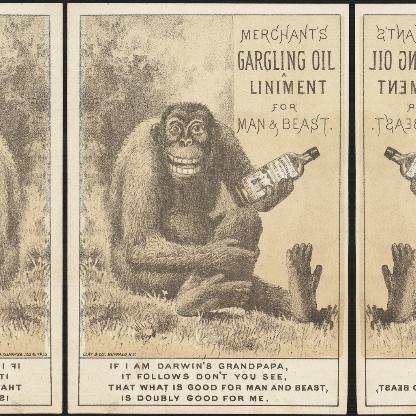 MERCHANT'S
GARGLING OIL
A
LINIMENT
FOR
MAN & BEAST.
IF I AM DARWIN'S GRANDPAPA,
IT FOLLOWS DON'T YOU SEE,
THAT WHAT IS GOOD FOR MAN AND BEAST,
IS DOUBLY GOOD FOR ME.